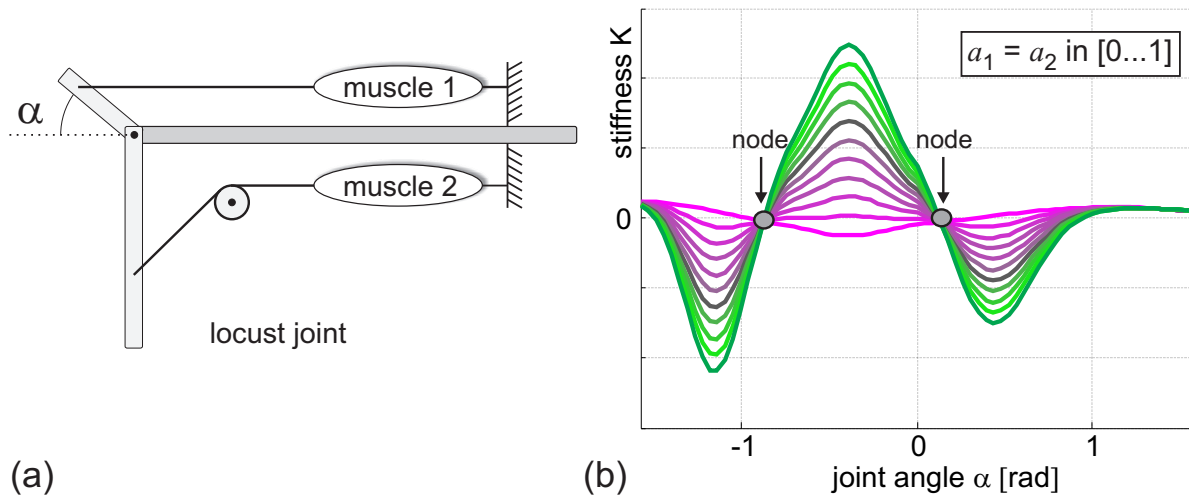 muscle 1
α
muscle 2
locust joint
(a)
stiffness K
a1 = a2 in [0...1]
node
node
0
-1
0
1
joint angle α [rad]
(b)